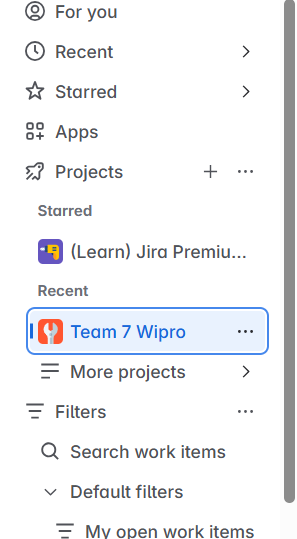 For you
Recent
Starred
Apps
Projects
Starred
(Learn) Jira Premiu...
Recent
Team 7 Wipro
More projects
Filters
Search work items
Default filters
My open work items